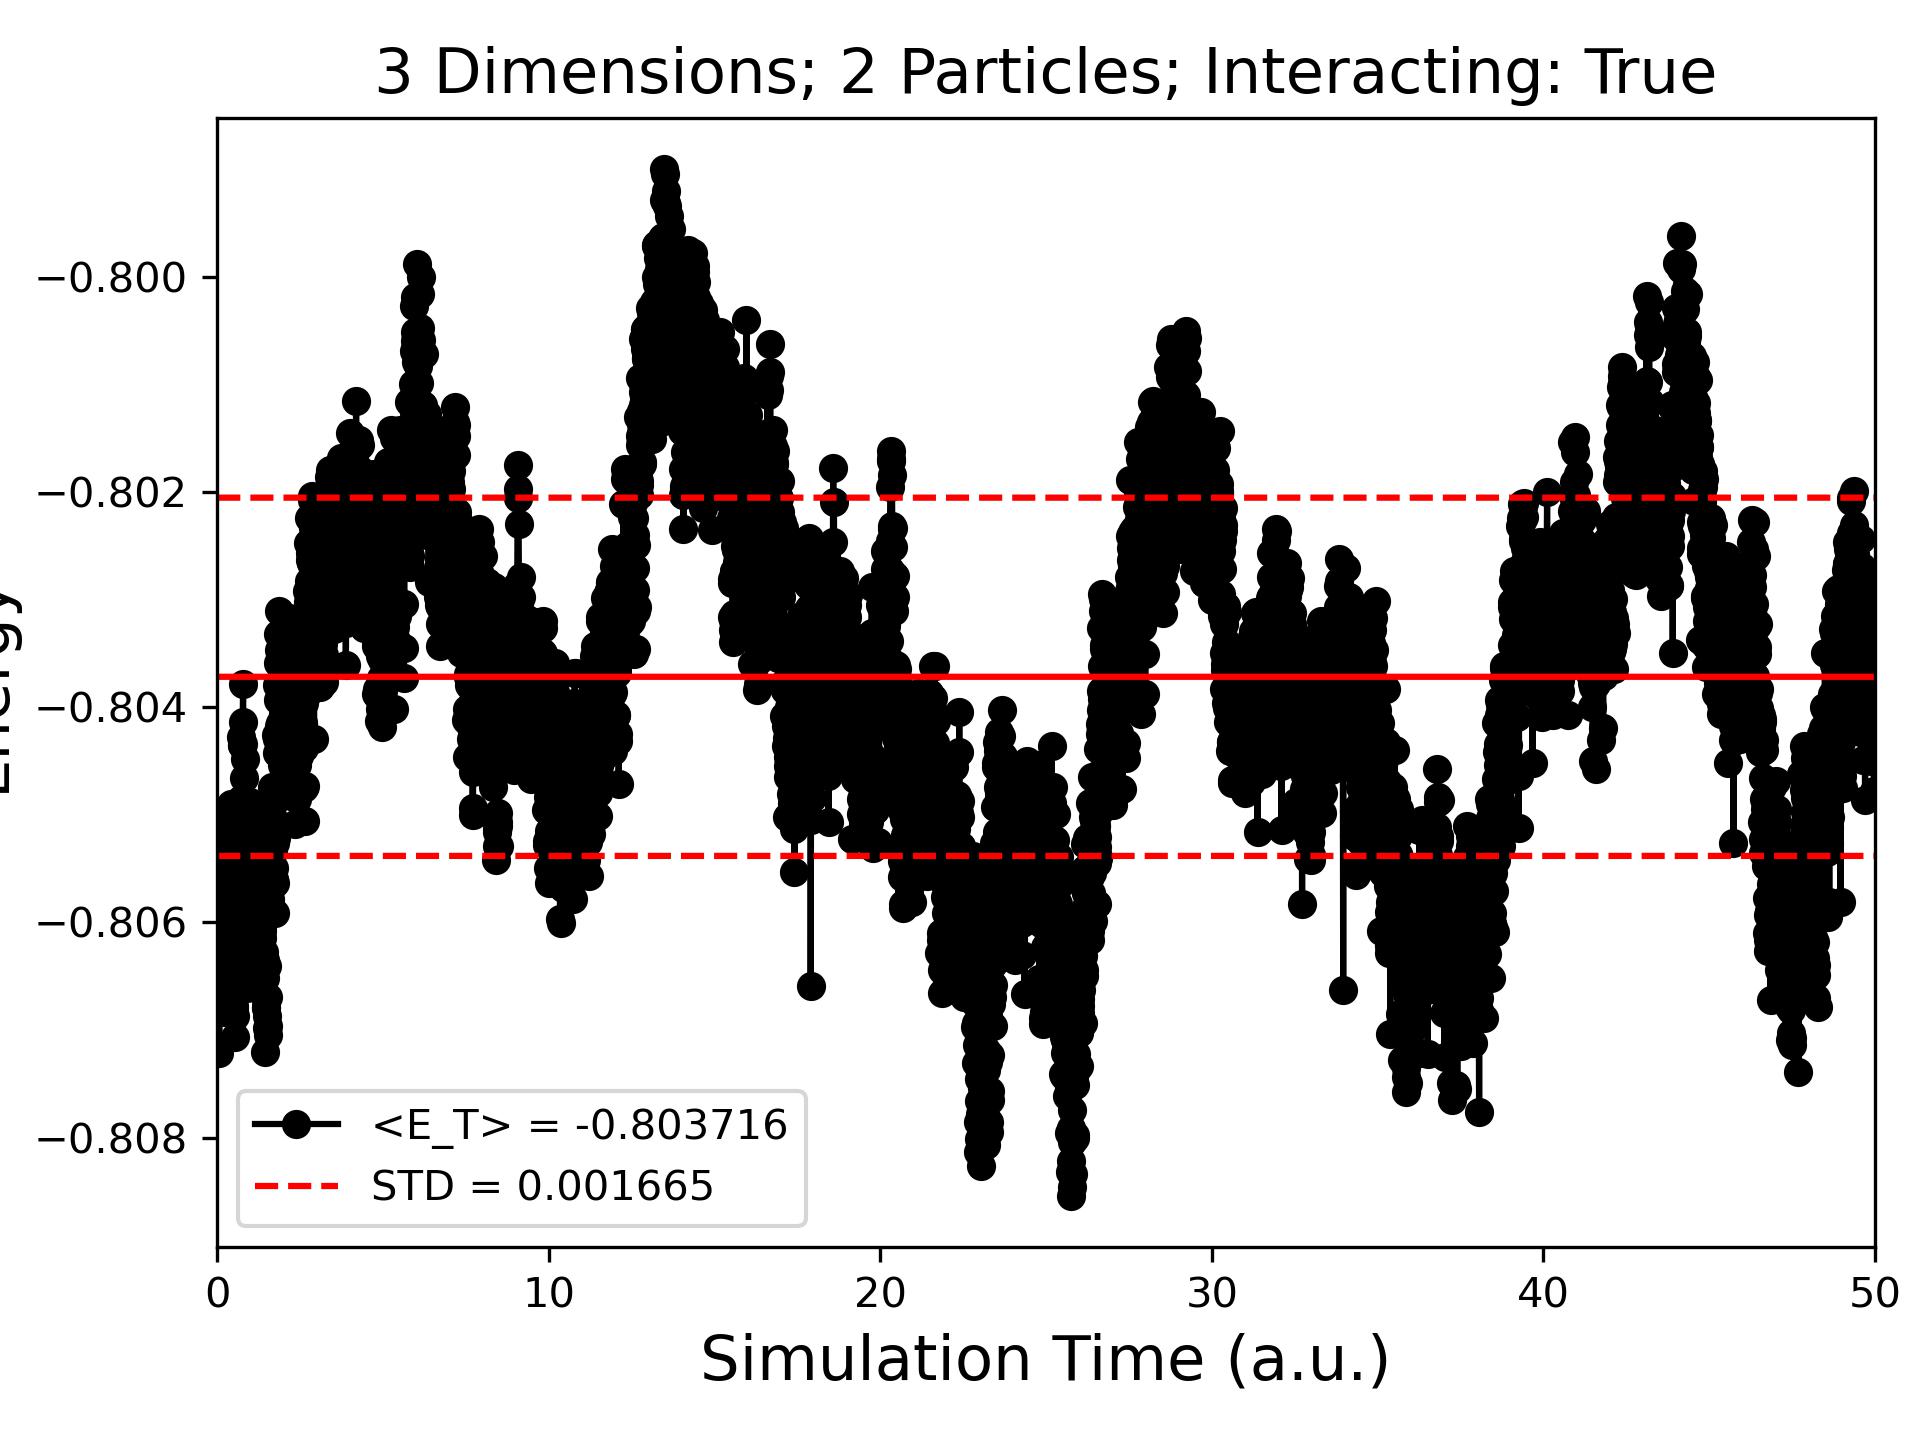 3 Dimensions; 2 Particles; Interacting: True
Energy
−0.800
−0.802
−0.804
−0.806
−0.808
<E_T> = -0.803716
STD = 0.001665
0 10 20 30 40 50
Simulation Time (a.u.)